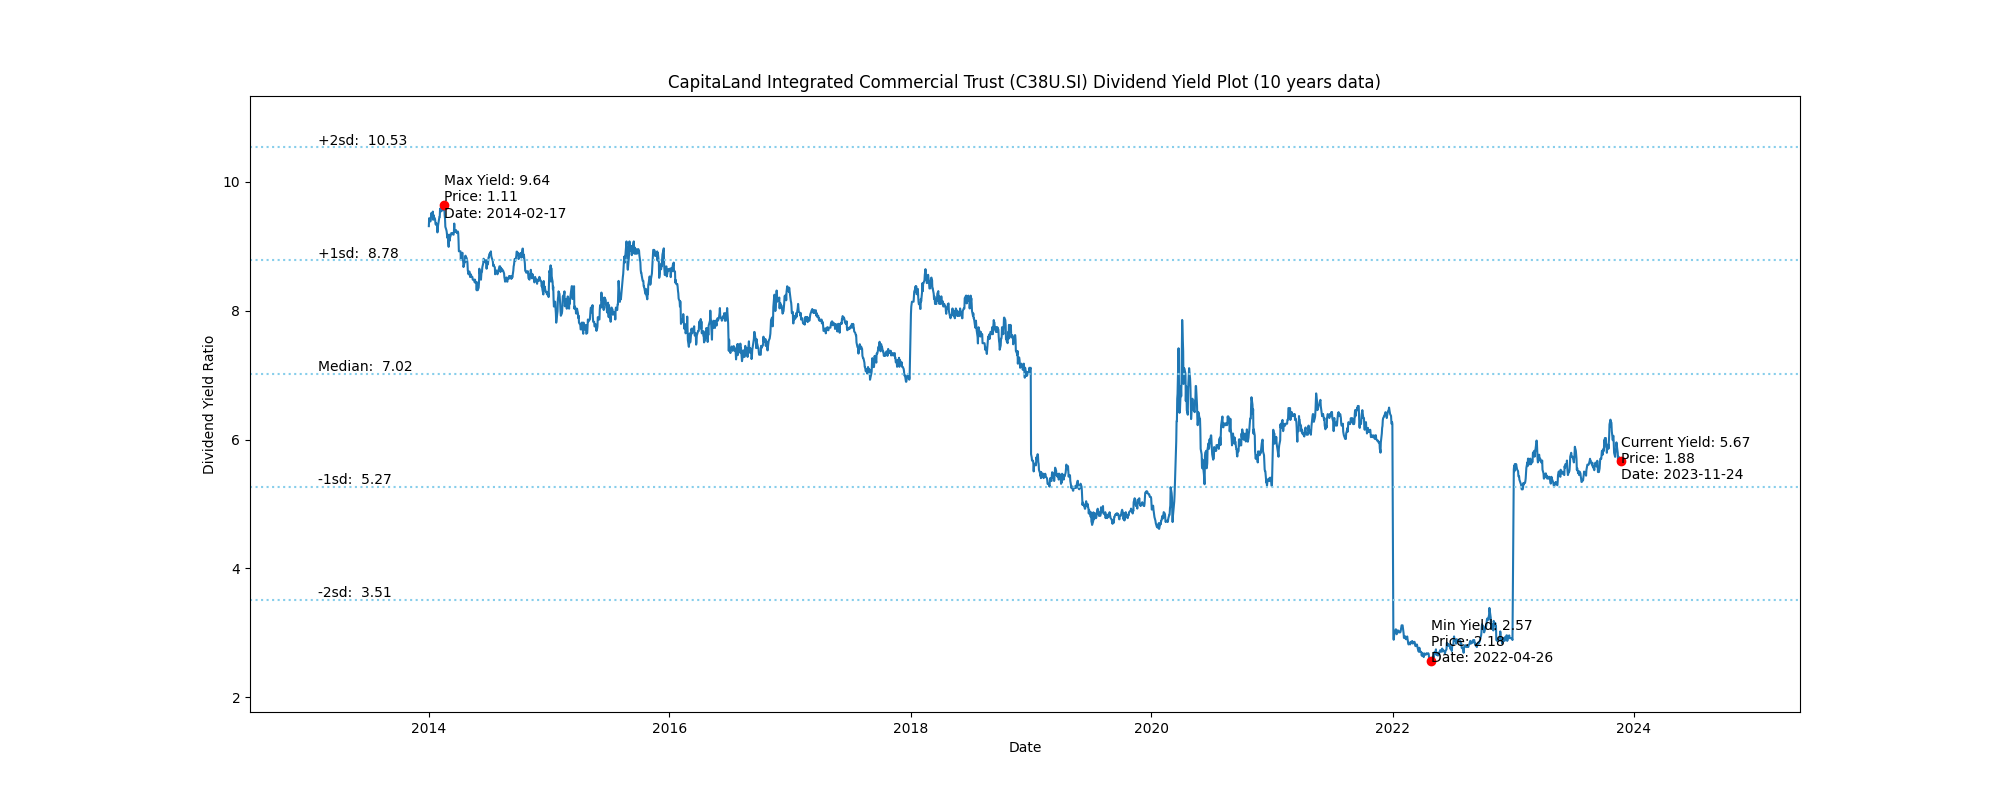 CapitaLand Integrated Commercial Trust (C38U.SI) Dividend Yield Plot (10 years data)
+2sd:  10.53
Max Yield: 9.64
Price: 1.11
Date: 2014-02-17
+1sd:  8.78
Median:  7.02
-1sd:  5.27
-2sd:  3.51
Current Yield: 5.67
Price: 1.88
Date: 2023-11-24
Min Yield: 2.57
Price: 2.18
Date: 2022-04-26
Dividend Yield Ratio
10
8
6
4
2
2014
2016
2018
2020
2022
2024
Date